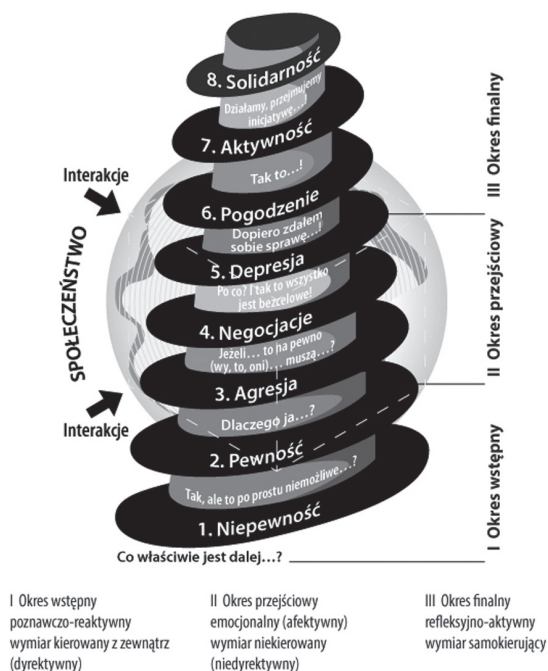 8. Solidarność
Działamy, przejmujemy
inicjatywę...!
7. Aktywność
Tak to...!
6. Pogodzenie
Dopiero zdałem
sobie sprawę...!
5. Depresja
Po co? I tak to wszystko
jest bezcelowe!
4. Negocjacje
Jeżeli... to na pewno
(wy, to, oni)... muszą...?
3. Agresja
Dlaczego ja...?
2. Pewność
Tak, ale to po prostu niemożliwe...?
1. Niepewność
Co właściwie jest dalej...?
Interakcje
SPOŁECZEŃSTWO
Interakcje
III Okres finalny
II Okres przejściowy
I Okres wstępny
I Okres wstępny
poznawczo-reaktywny
wymiar kierowany z zewnątrz
(dyrektywny)
II Okres przejściowy
emocjonalny (afektywny)
wymiar niekierowany
(niedyrektywny)
III Okres finalny
refleksyjno-aktywny
wymiar samokierujący